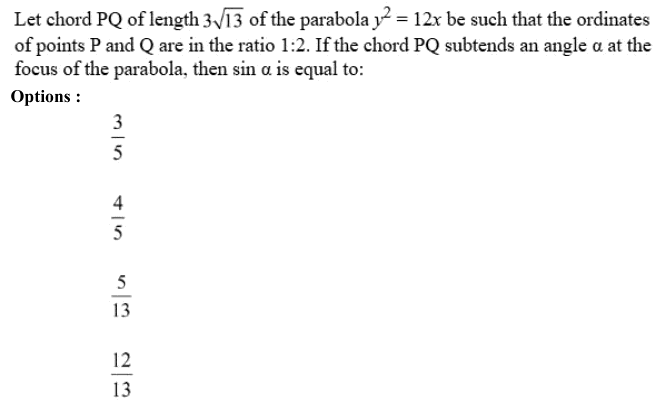 Let chord PQ of length 3√13 of the parabola y² = 12x be such that the ordinates
of points P and Q are in the ratio 1:2. If the chord PQ subtends an angle α at the
focus of the parabola, then sin α is equal to:
Options :
3/5
4/5
5/13
12/13